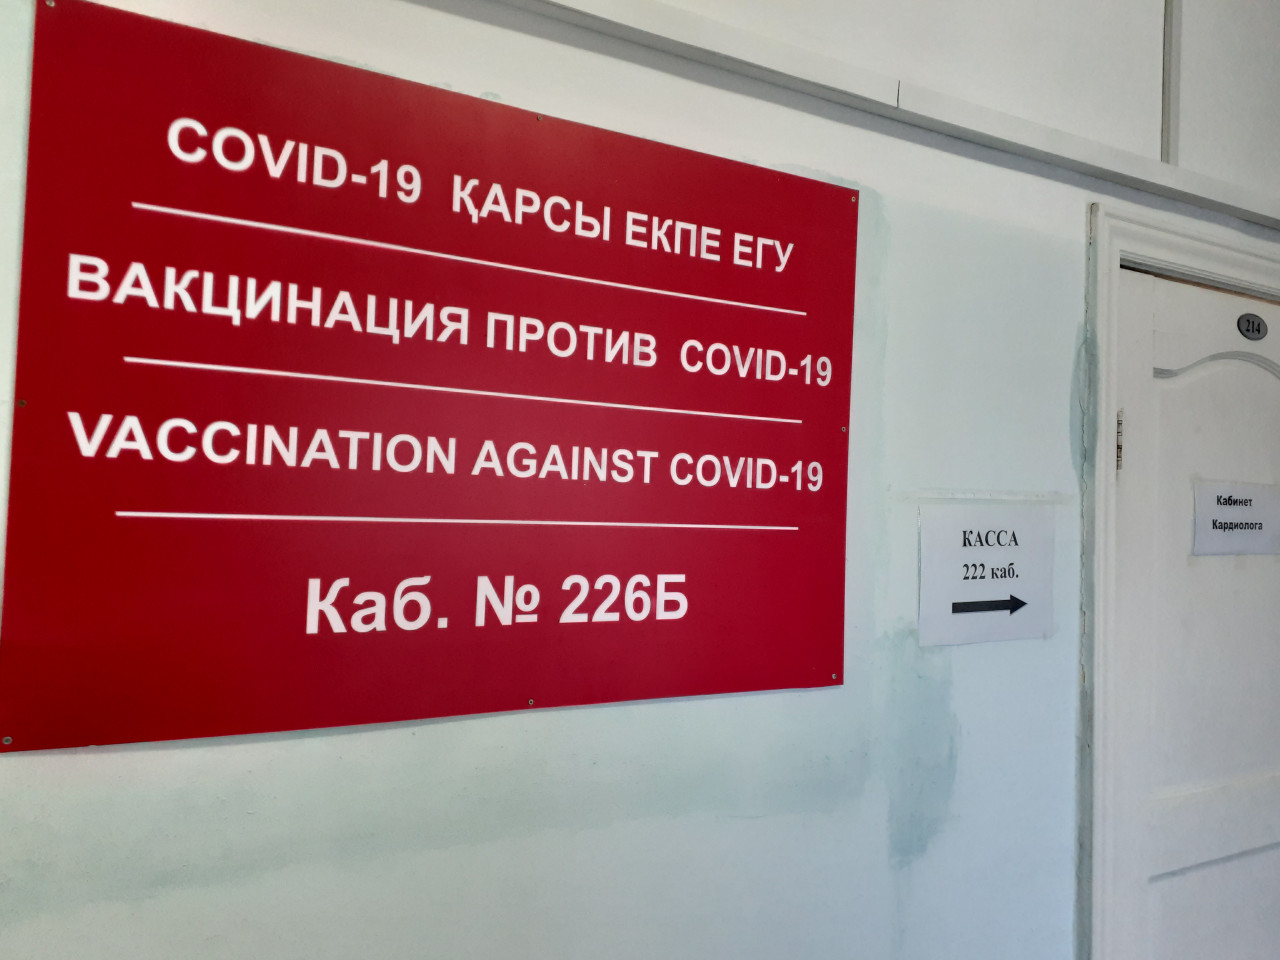 COVID-19 ҚАРСЫ ЕКПЕ ЕГУ
ВАКЦИНАЦИЯ ПРОТИВ COVID-19
VACCINATION AGAINST COVID-19
Каб. № 226Б
КАССА
222 каб.
214
Кабинет
Кардиолога